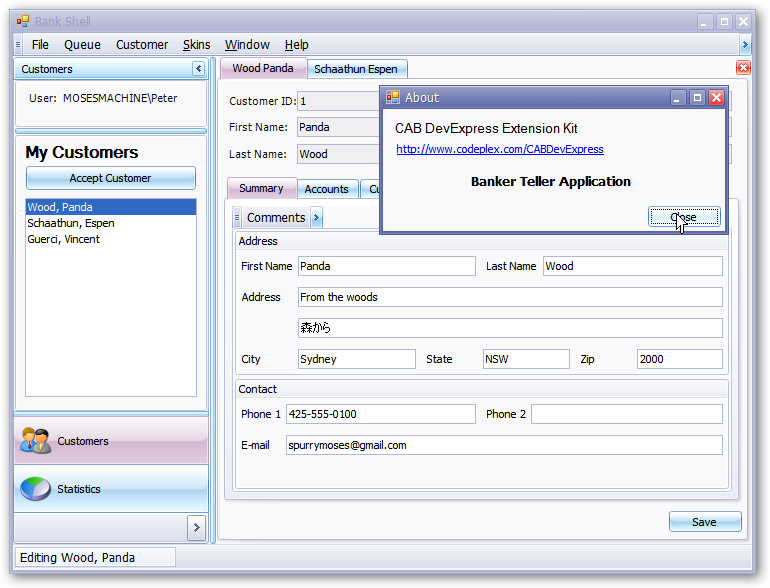 Bank Shell
File Queue Customer Skins Window Help
Customers
User: MOSESMACHINE\Peter
My Customers
Accept Customer
Wood, Panda
Schaathun, Espen
Guerci, Vincent
Customers
Statistics
Wood Panda Schaathun Espen
Customer ID: 1
First Name: Panda
Last Name: Wood
Summary Accounts
Comments
Address
First Name Panda Last Name Wood
Address From the woods
森から
City Sydney State NSW Zip 2000
Contact
Phone 1 425-555-0100 Phone 2
E-mail spurrymoses@gmail.com
Save
About
CAB DevExpress Extension Kit
http://www.codeplex.com/CABDevExpress
Banker Teller Application
Close
Editing Wood, Panda